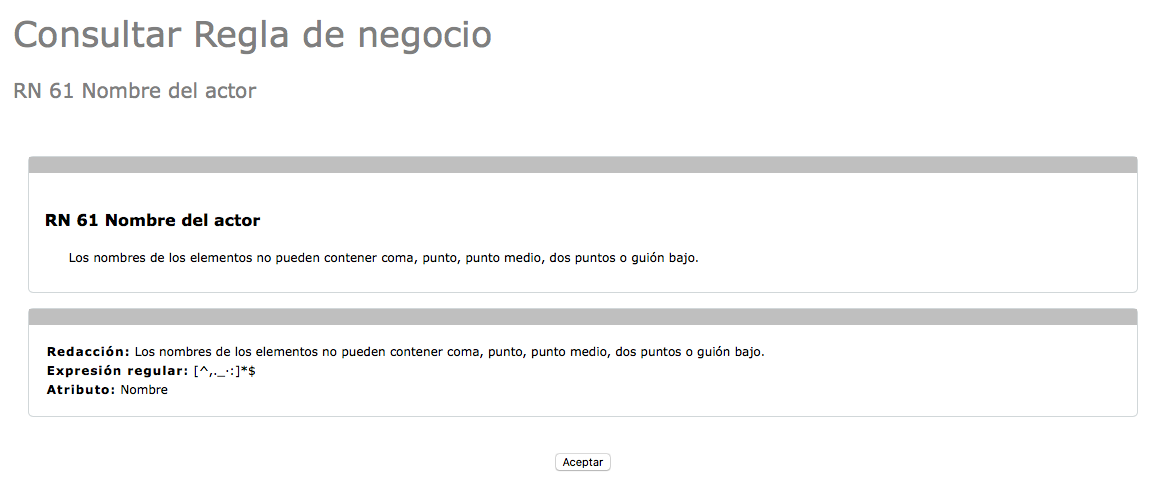 Consultar Regla de negocio
RN 61 Nombre del actor
RN 61 Nombre del actor
Los nombres de los elementos no pueden contener coma, punto, punto medio, dos puntos o guión bajo.
Redacción: Los nombres de los elementos no pueden contener coma, punto, punto medio, dos puntos o guión bajo.
Expresión regular: [^,._·:]*$
Atributo: Nombre
Aceptar